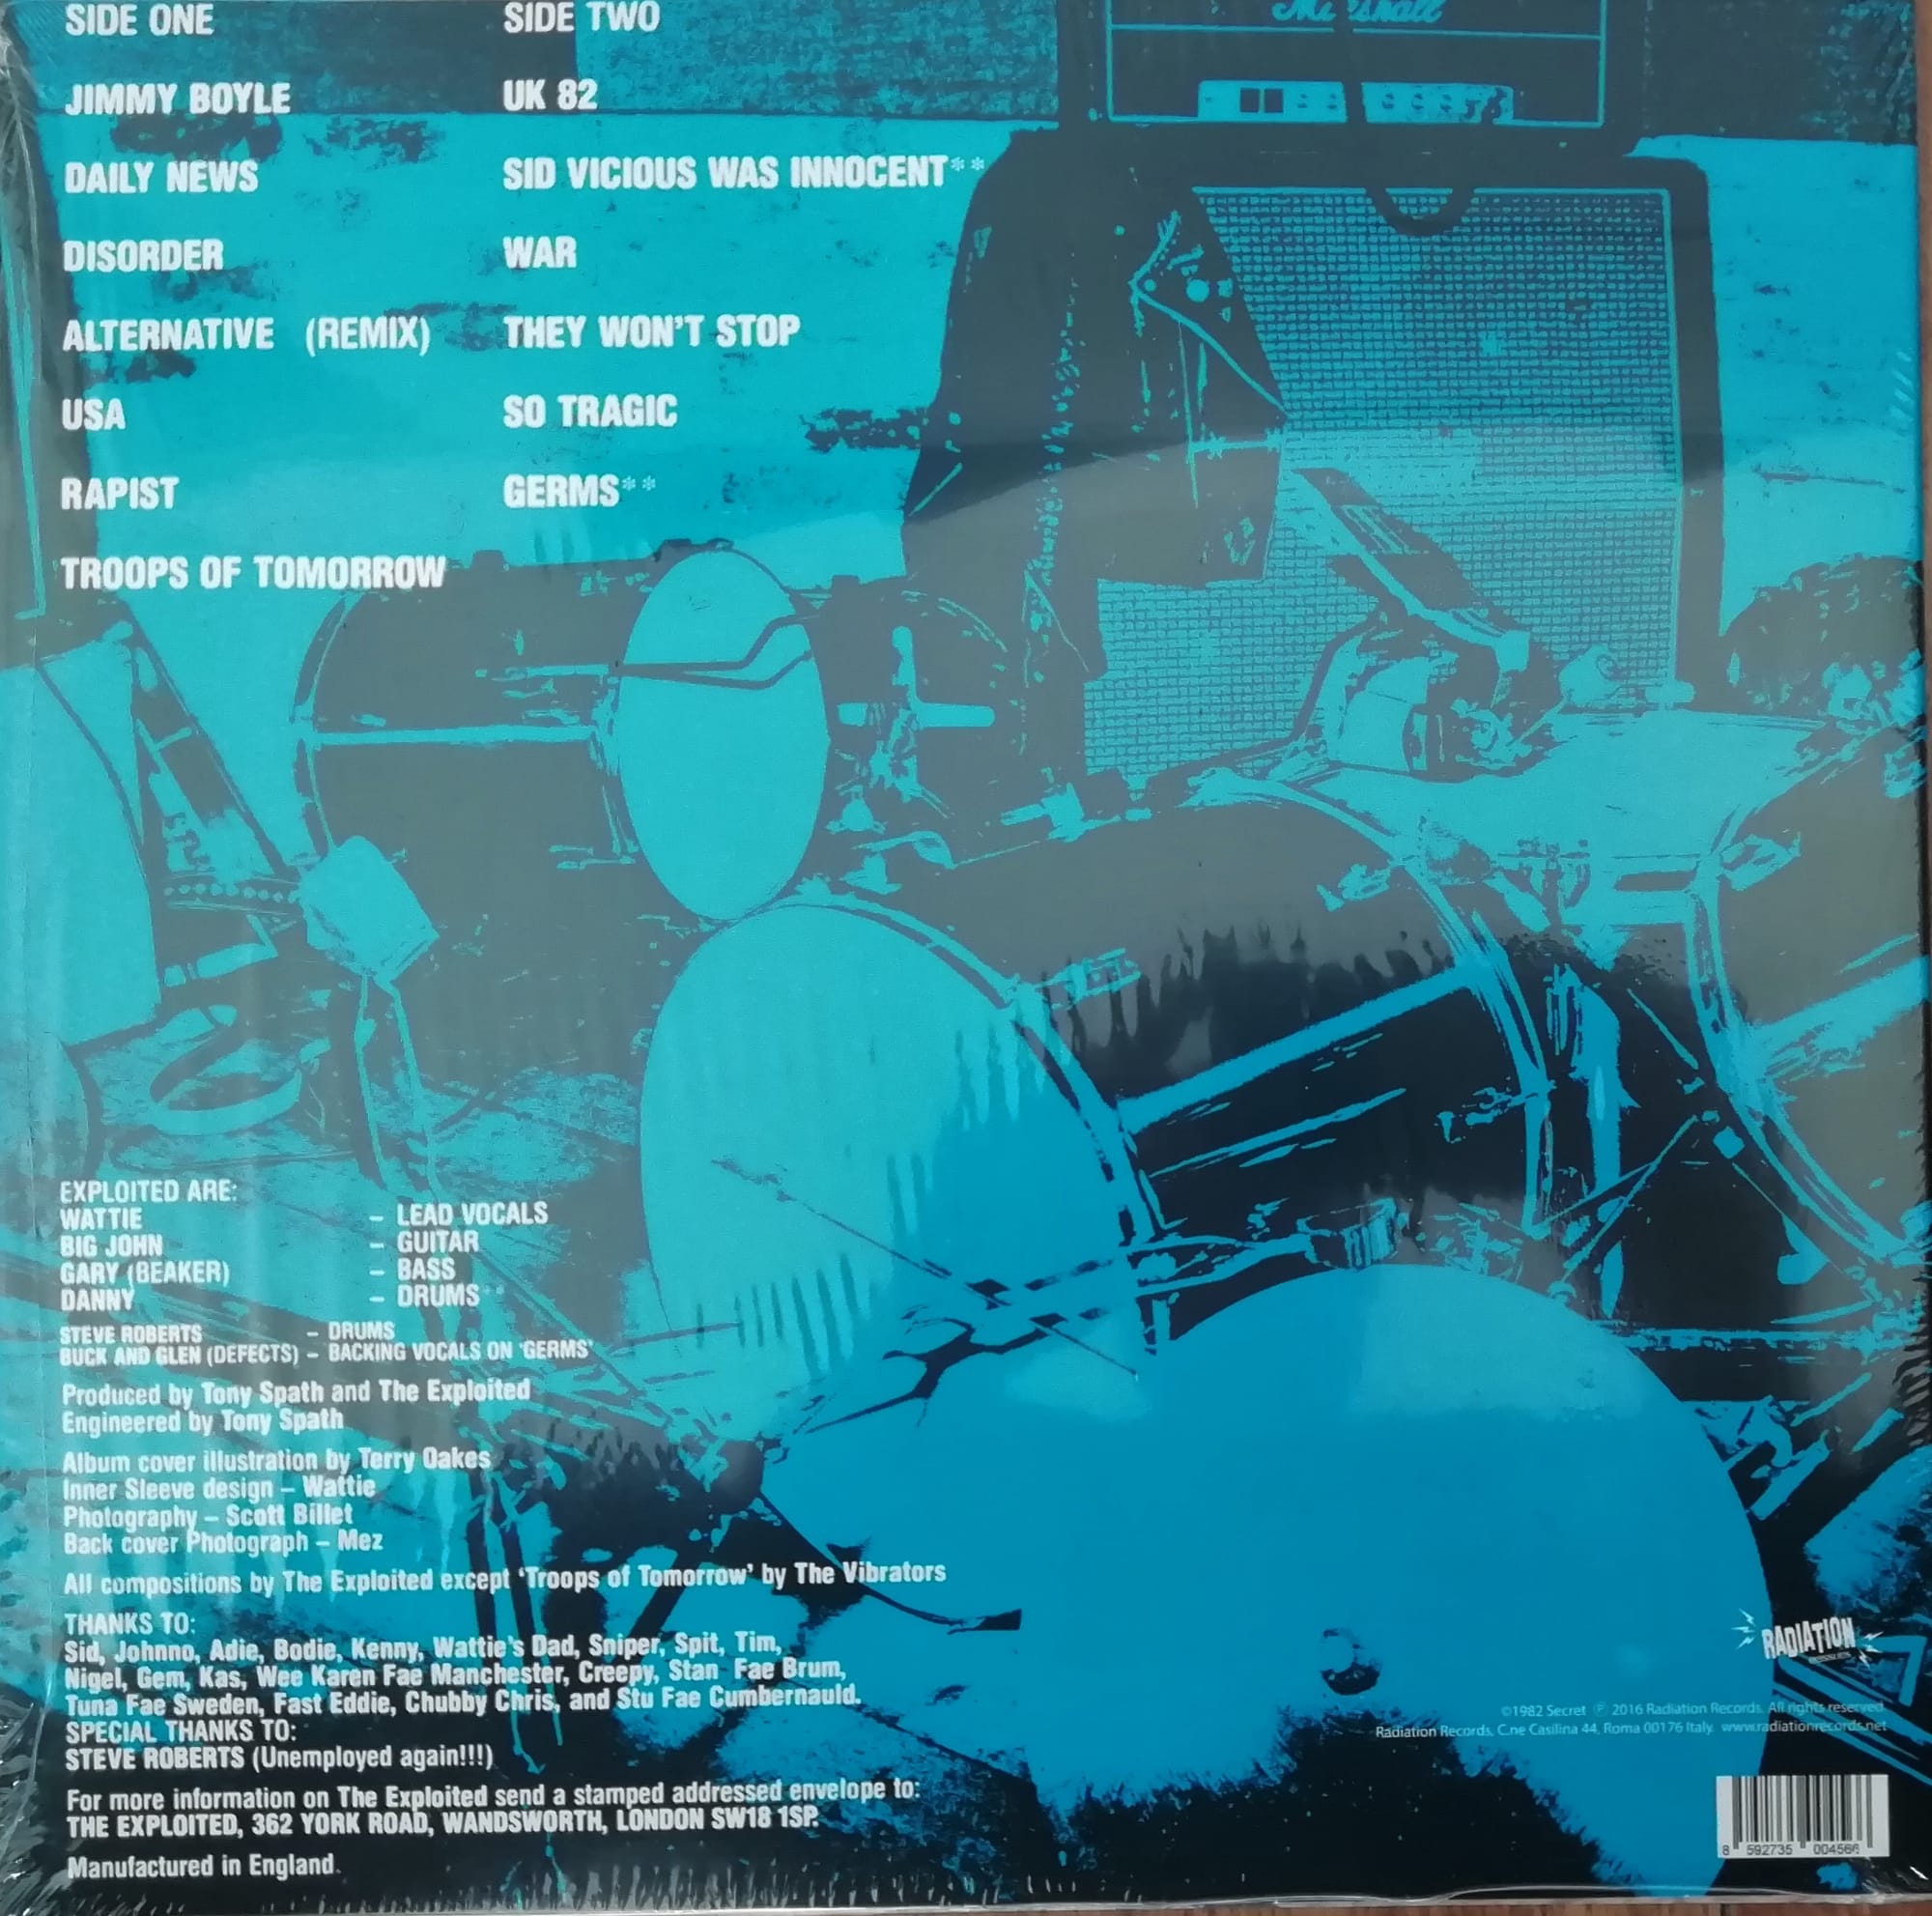 SIDE ONE
JIMMY BOYLE
DAILY NEWS
DISORDER
ALTERNATIVE (REMIX)
USA
RAPIST
TROOPS OF TOMORROW
SIDE TWO
UK 82
SID VICIOUS WAS INNOCENT**
WAR
THEY WON'T STOP
SO TRAGIC
GERMS**
Marshall
EXPLOITED ARE:
WATTIE – LEAD VOCALS
BIG JOHN – GUITAR
GARY (BEAKER) – BASS
DANNY – DRUMS**
STEVE ROBERTS – DRUMS
BUCK AND GLEN (DEFECTS) – BACKING VOCALS ON 'GERMS'
Produced by Tony Spath and The Exploited
Engineered by Tony Spath
Album cover illustration by Terry Oakes
Inner Sleeve design – Wattie
Photography – Scott Billet
Back cover Photograph – Mez
All compositions by The Exploited except 'Troops of Tomorrow' by The Vibrators
THANKS TO:
Sid, Johnno, Adie, Bodie, Kenny, Wattie's Dad, Sniper, Spit, Tim,
Nigel, Gem, Kas, Wee Karen Fae Manchester, Creepy, Stan Fae Brum,
Tuna Fae Sweden, Fast Eddie, Chubby Chris, and Stu Fae Cumbernauld.
SPECIAL THANKS TO:
STEVE ROBERTS (Unemployed again!!!)
For more information on The Exploited send a stamped addressed envelope to:
THE EXPLOITED, 362 YORK ROAD, WANDSWORTH, LONDON SW18 1SP.
Manufactured in England.
RADIATION
©1982 Secret ℗ 2016 Radiation Records. All rights reserved
Radiation Records, C.ne Casilina 44, Roma 00176 Italy www.radiationrecords.net
8 592735 004566